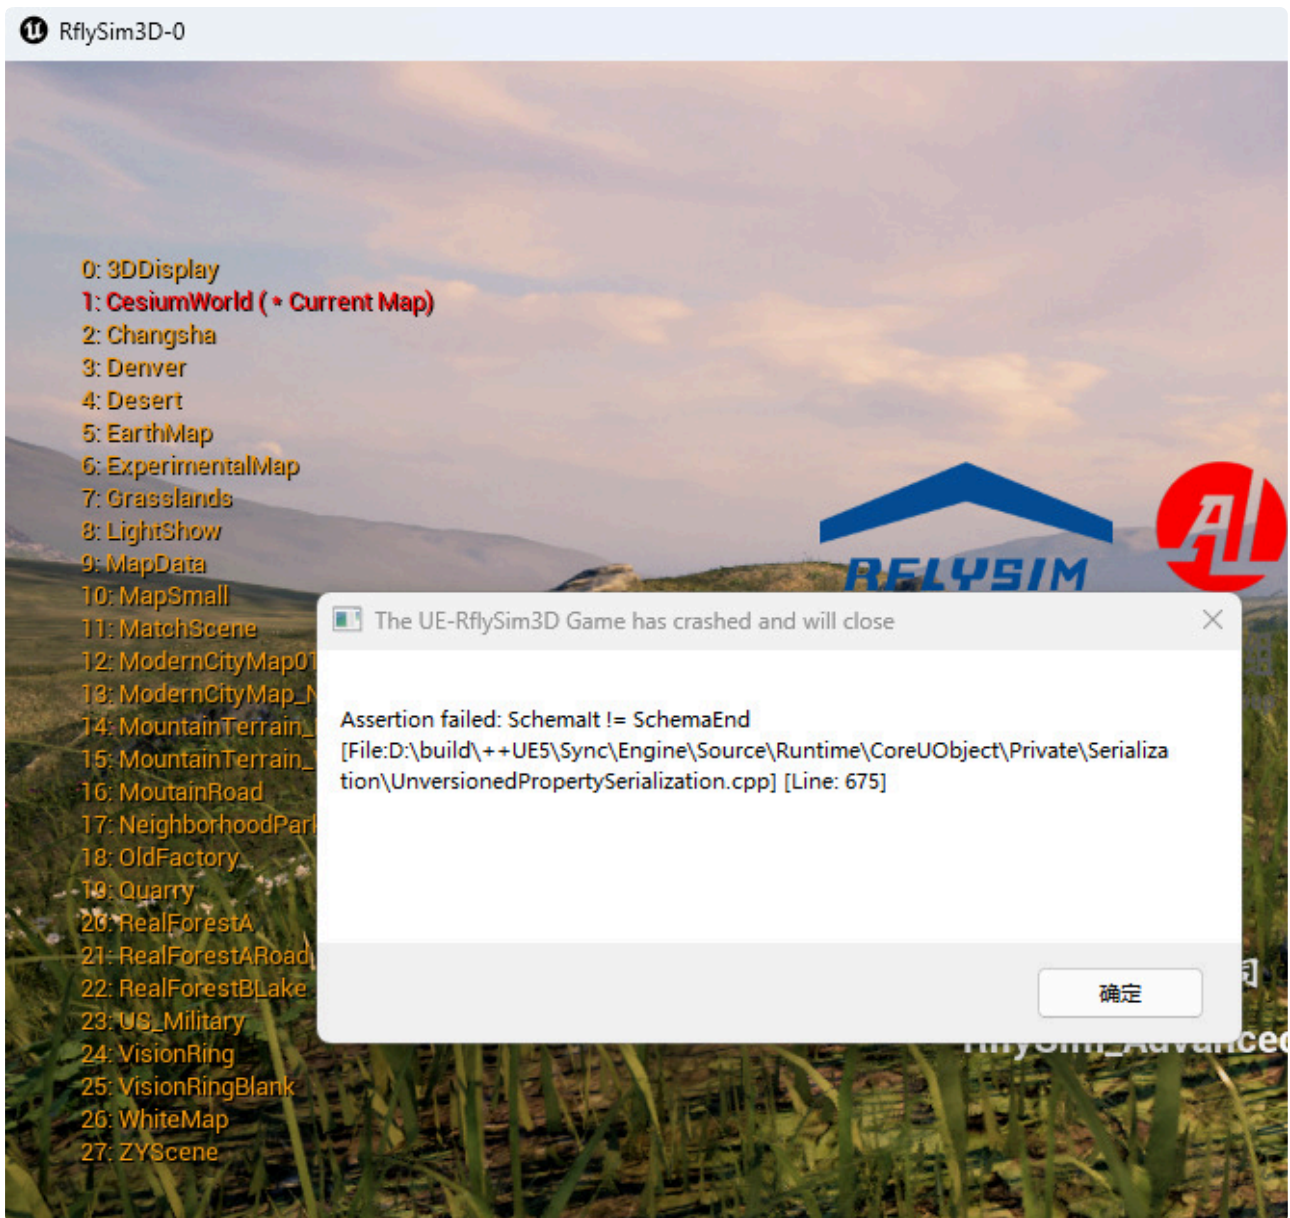 RflySim3D-0
0: 3DDisplay
1: CesiumWorld ( * Current Map)
2: Changsha
3: Denver
4: Desert
5: EarthMap
6: ExperimentalMap
7: Grasslands
8: LightShow
9: MapData
10: MapSmall
11: MatchScene
12: ModernCityMap01
13: ModernCityMap_N
14: MountainTerrain_
15: MountainTerrain_
16: MoutainRoad
17: NeighborhoodPark
18: OldFactory
19: Quarry
20: RealForestA
21: RealForestARoad
22: RealForestBLake
23: US_Military
24: VisionRing
25: VisionRingBlank
26: WhiteMap
27: ZYScene
RFLYSIM
The UE-RflySim3D Game has crashed and will close
Assertion failed: SchemaIt != SchemaEnd
[File:D:\build\++UE5\Sync\Engine\Source\Runtime\CoreUObject\Private\Serializa
tion\UnversionedPropertySerialization.cpp] [Line: 675]
确定
RflySim_Advanced